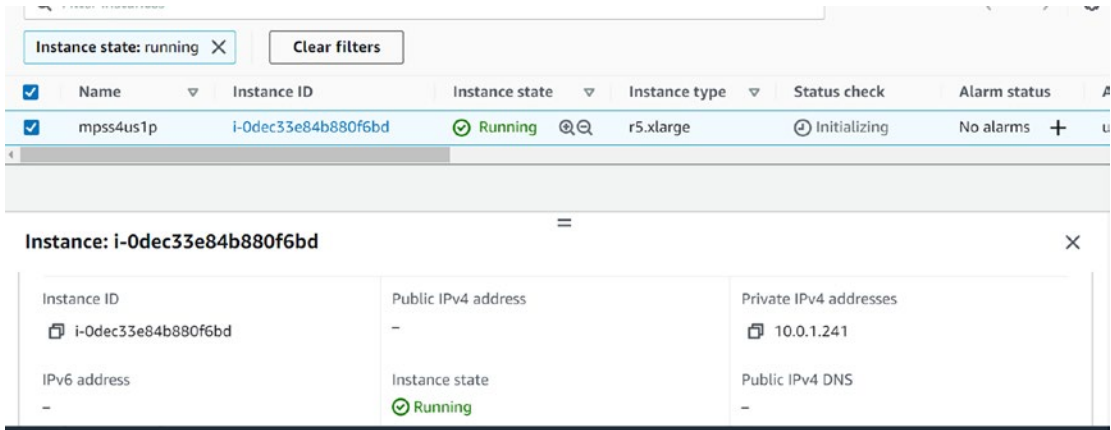 Instance state: running
Clear filters
Name Instance ID Instance state Instance type Status check Alarm status
mpss4us1p i-0dec33e84b880f6bd Running r5.xlarge Initializing No alarms +
Instance: i-0dec33e84b880f6bd
Instance ID Public IPv4 address Private IPv4 addresses
i-0dec33e84b880f6bd – 10.0.1.241
IPv6 address Instance state Public IPv4 DNS
– Running –